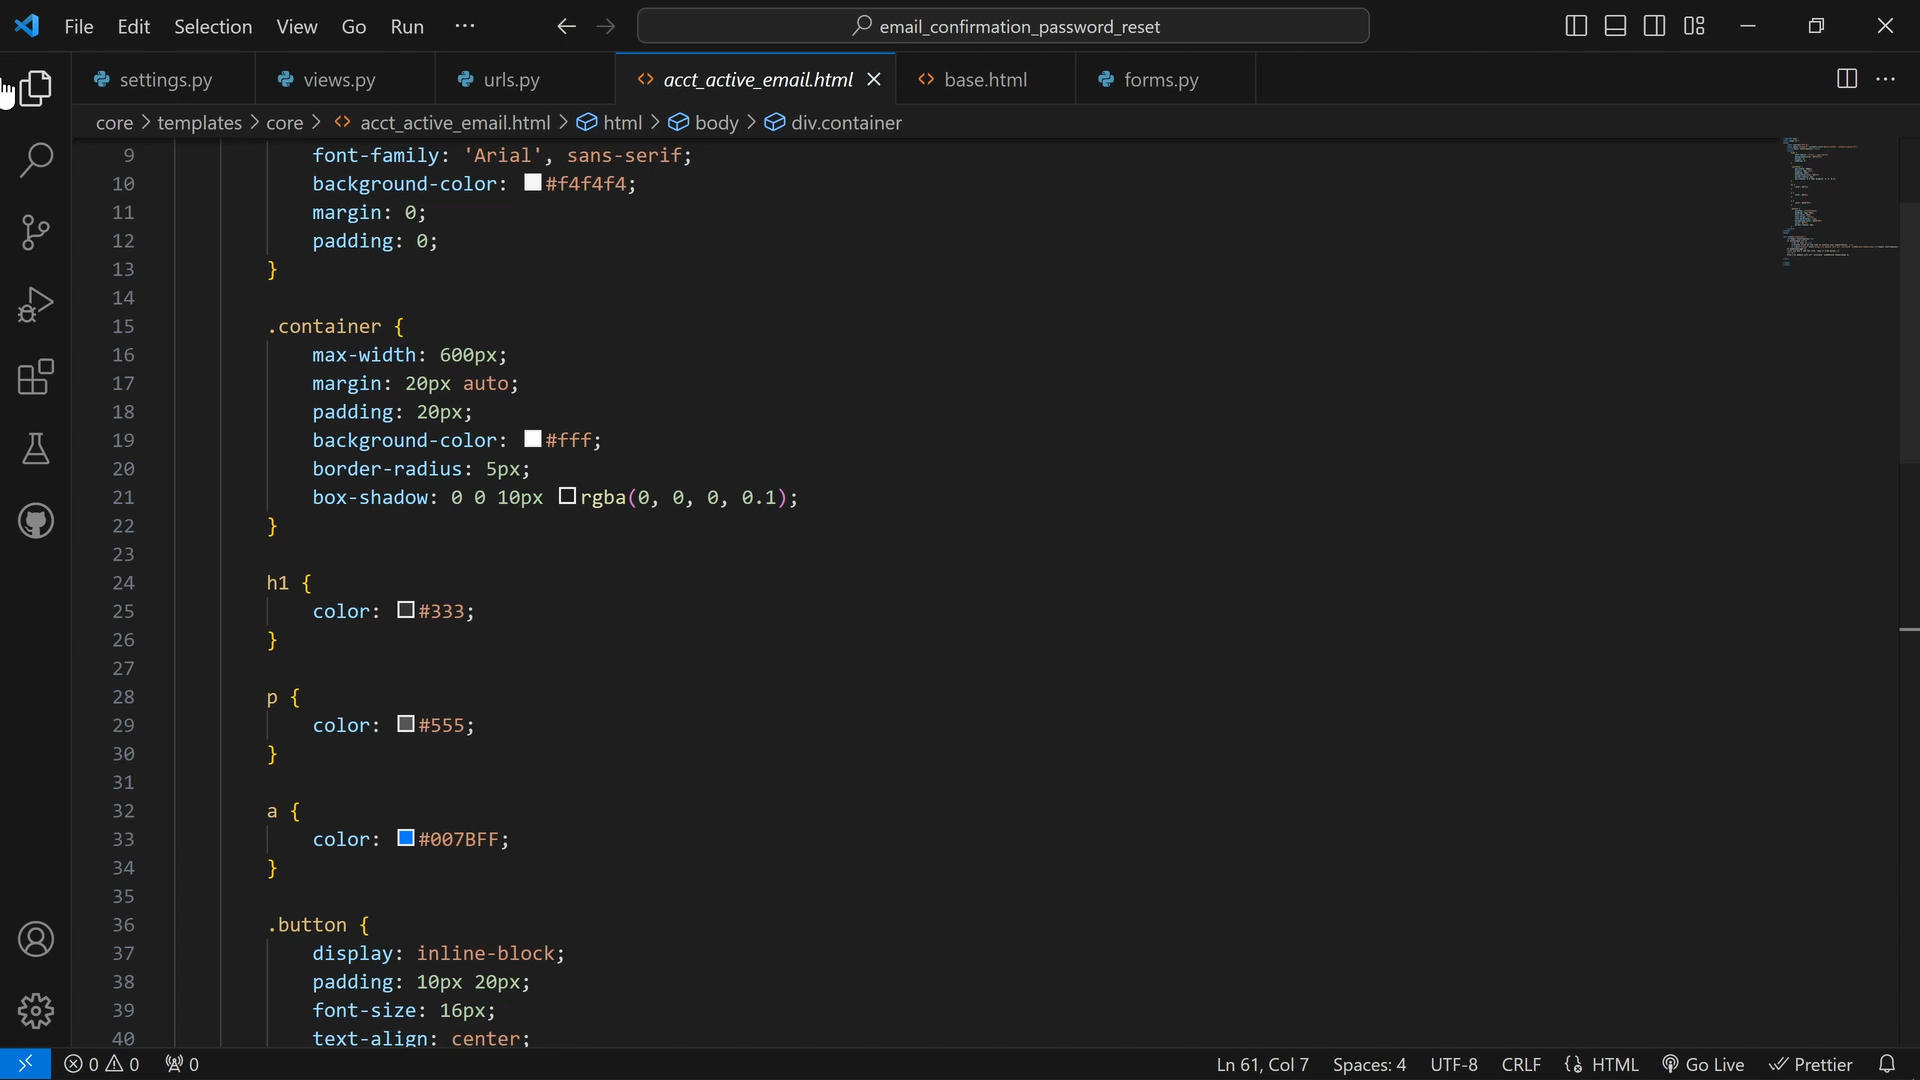 File Edit Selection View Go Run ···
email_confirmation_password_reset
settings.py views.py urls.py acct_active_email.html base.html forms.py
core > templates > core > acct_active_email.html > html > body > div.container
9 font-family: 'Arial', sans-serif;
10 background-color: #f4f4f4;
11 margin: 0;
12 padding: 0;
13 }
14
15 .container {
16 max-width: 600px;
17 margin: 20px auto;
18 padding: 20px;
19 background-color: #fff;
20 border-radius: 5px;
21 box-shadow: 0 0 10px rgba(0, 0, 0, 0.1);
22 }
23
24 h1 {
25 color: #333;
26 }
27
28 p {
29 color: #555;
30 }
31
32 a {
33 color: #007BFF;
34 }
35
36 .button {
37 display: inline-block;
38 padding: 10px 20px;
39 font-size: 16px;
40 text-align: center;
0 0 0 Ln 61, Col 7 Spaces: 4 UTF-8 CRLF HTML Go Live Prettier